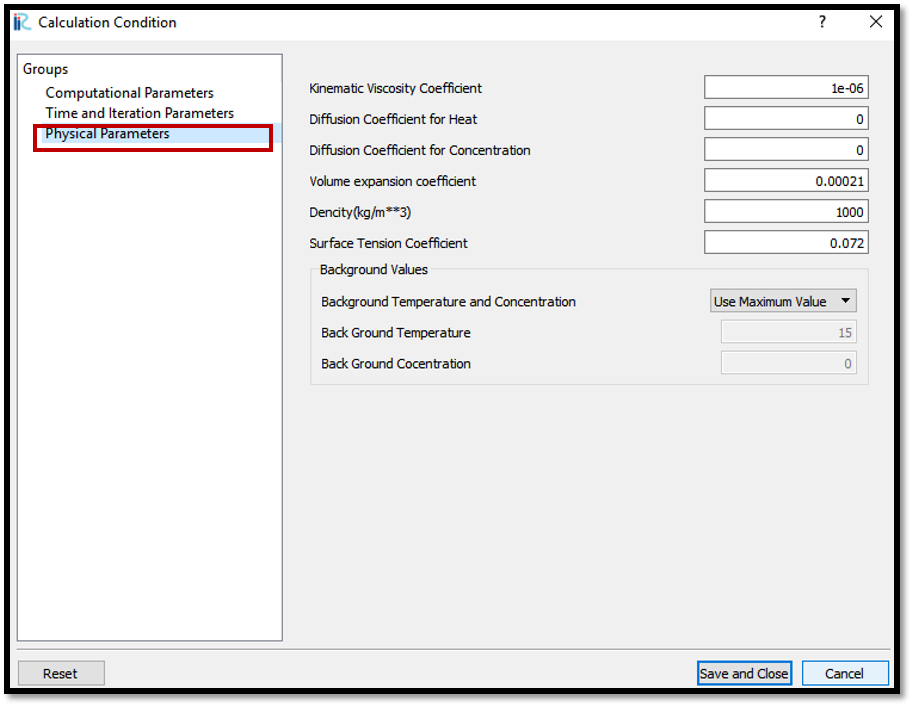 iRC Calculation Condition ?
Groups
Computational Parameters
Time and Iteration Parameters
Physical Parameters
Kinematic Viscosity Coefficient 1e-06
Diffusion Coefficient for Heat 0
Diffusion Coefficient for Concentration 0
Volume expansion coefficient 0.00021
Dencity(kg/m**3) 1000
Surface Tension Coefficient 0.072
Background Values
Background Temperature and Concentration Use Maximum Value
Back Ground Temperature 15
Back Ground Cocentration 0
Reset Save and Close Cancel